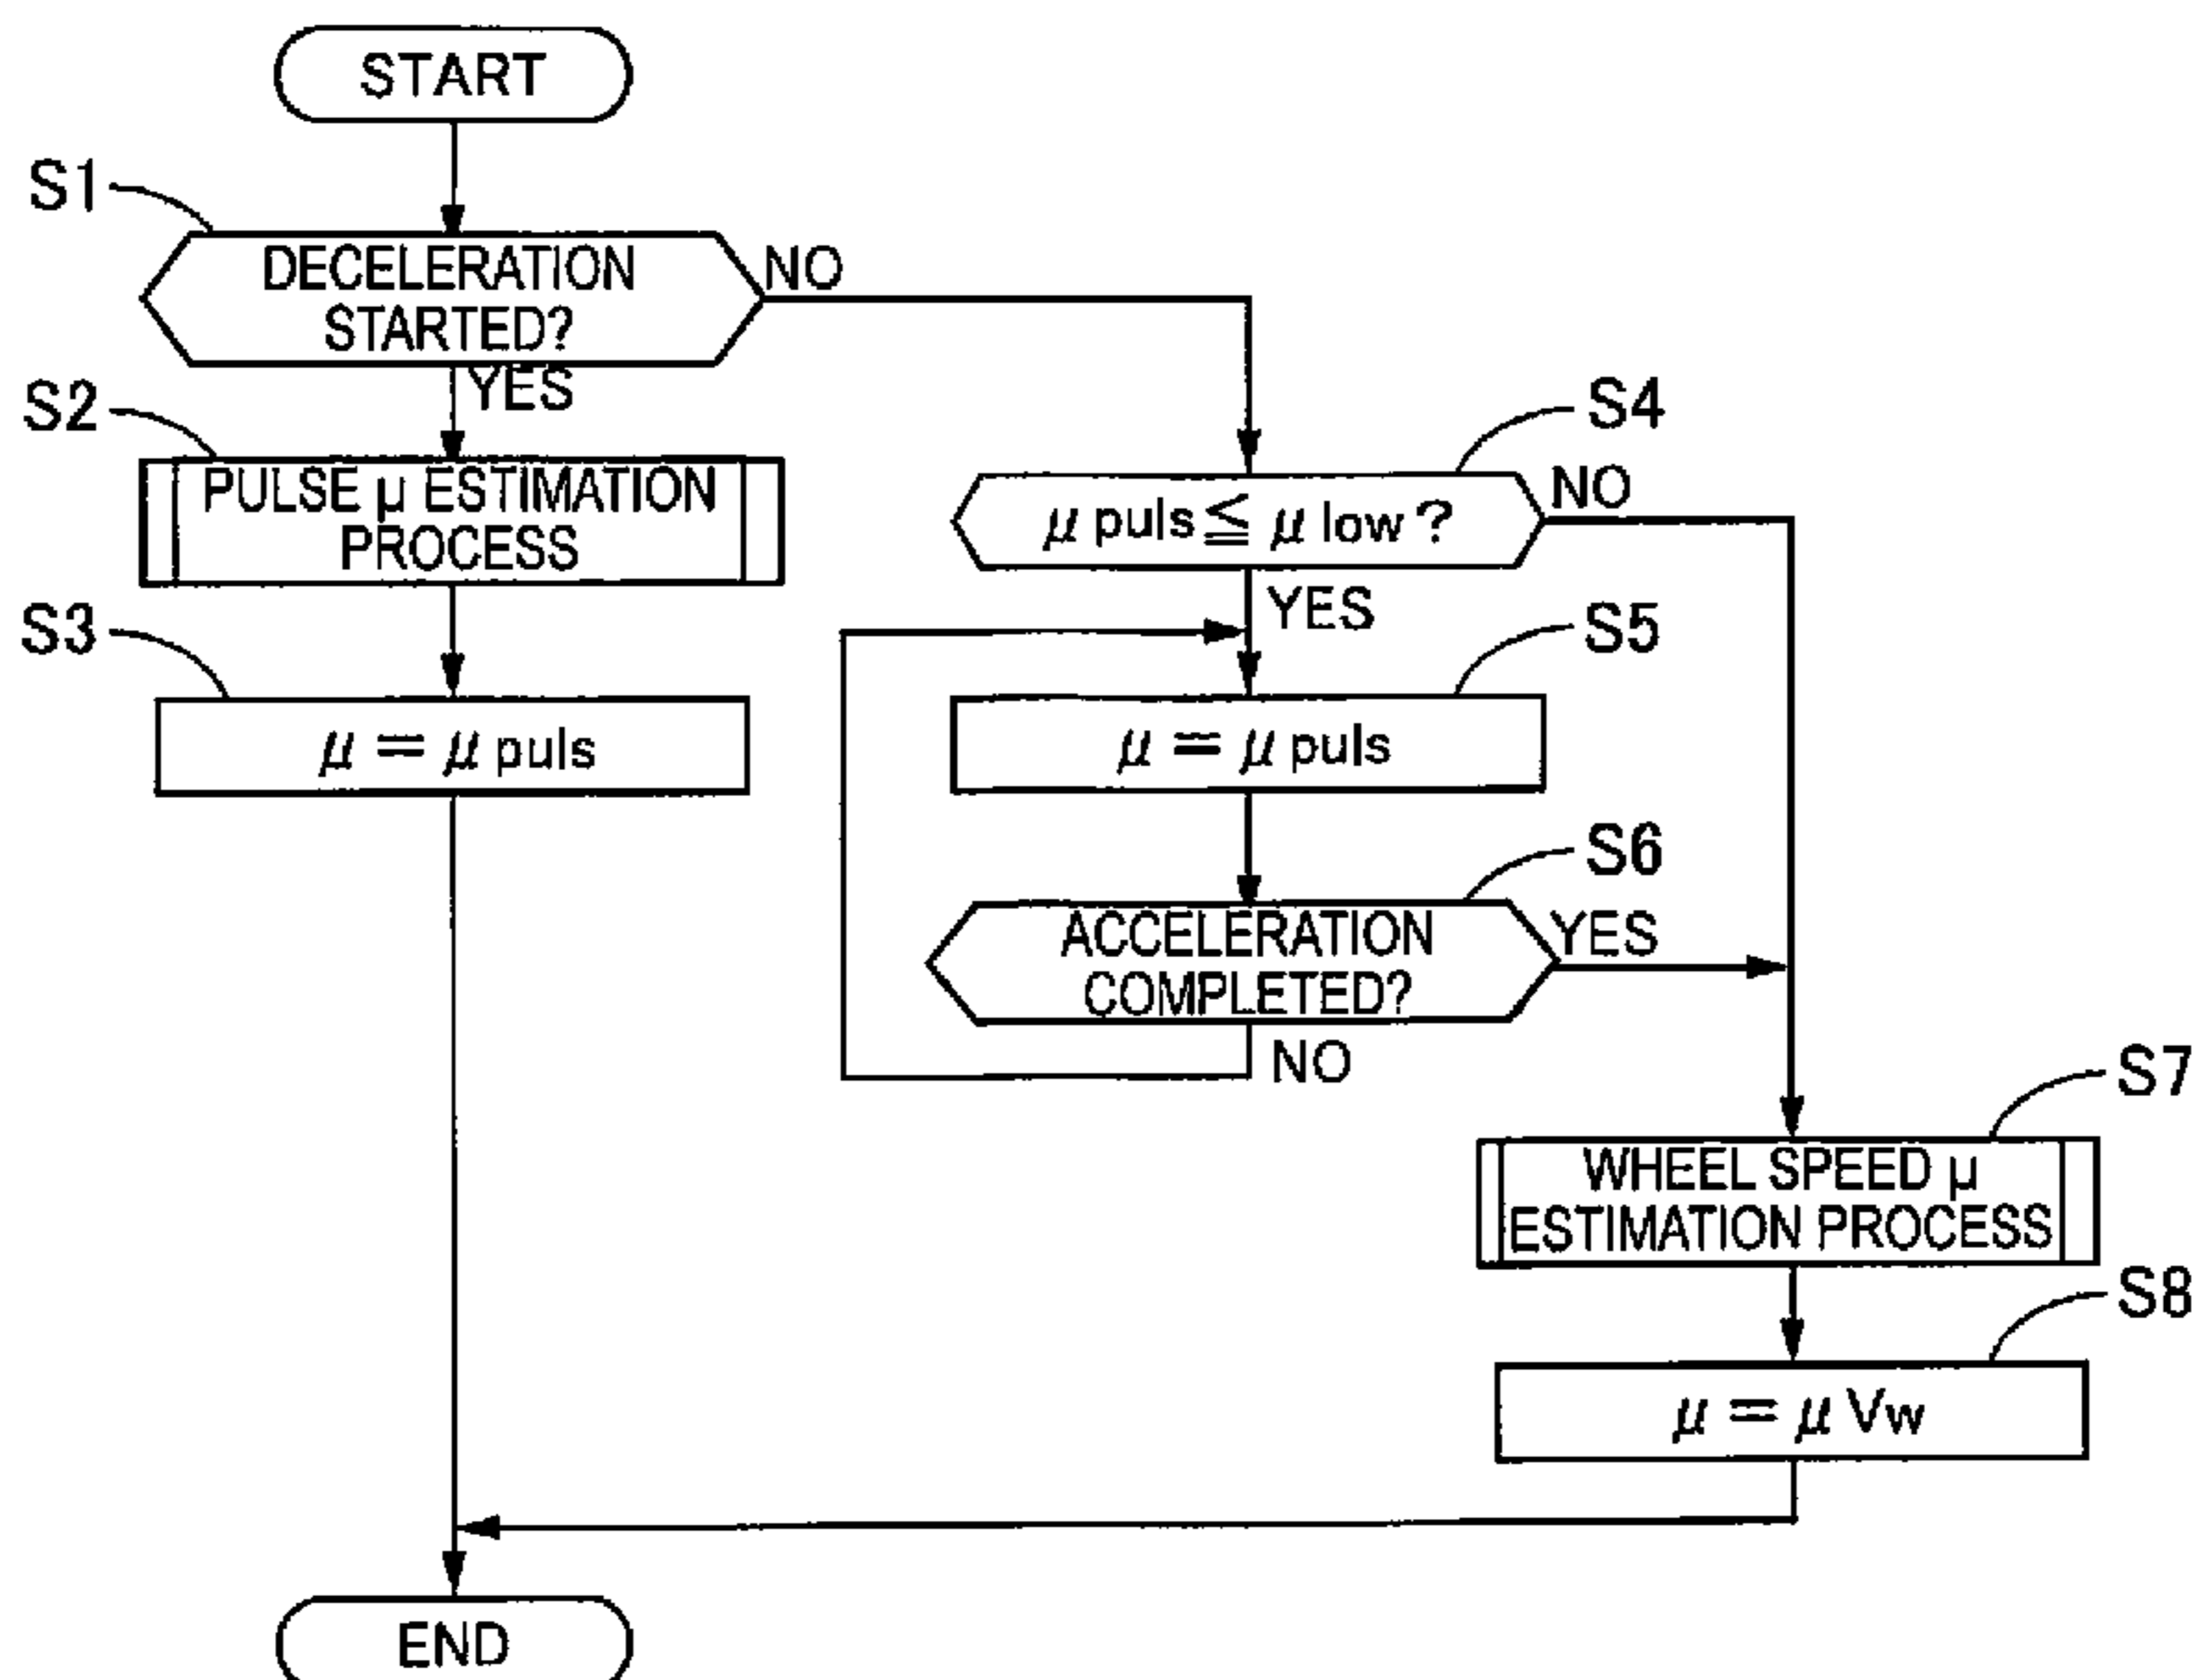 START
S1
DECELERATION
STARTED?
NO
YES
S2
PULSE μ ESTIMATION
PROCESS
S3
μ = μ puls
S4
μ puls ≦ μ low ?
NO
YES
S5
μ = μ puls
S6
ACCELERATION
COMPLETED?
YES
NO
S7
WHEEL SPEED μ
ESTIMATION PROCESS
S8
μ = μ Vw
END